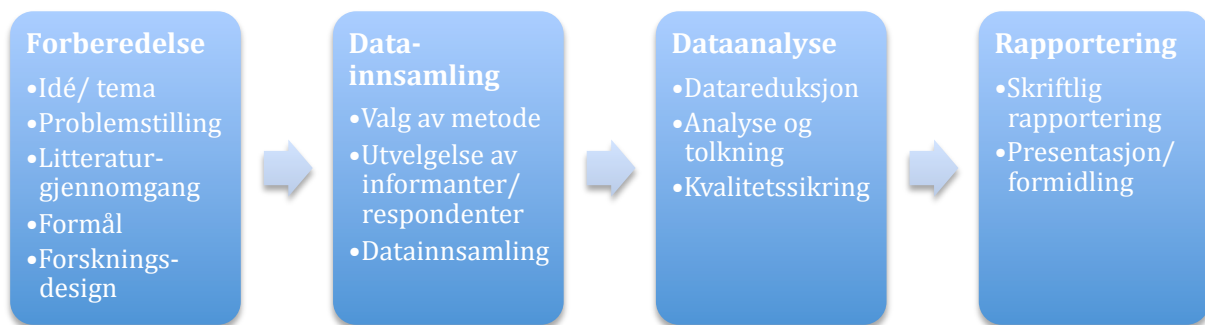 Forberedelse
•Idé/ tema
•Problemstilling
•Litteratur-
gjennomgang
•Formål
•Forsknings-
design
Data-
innsamling
•Valg av metode
•Utvelgelse av
informanter/
respondenter
•Datainnsamling
Dataanalyse
•Datareduksjon
•Analyse og
tolkning
•Kvalitetssikring
Rapportering
•Skriftlig
rapportering
•Presentasjon/
formidling